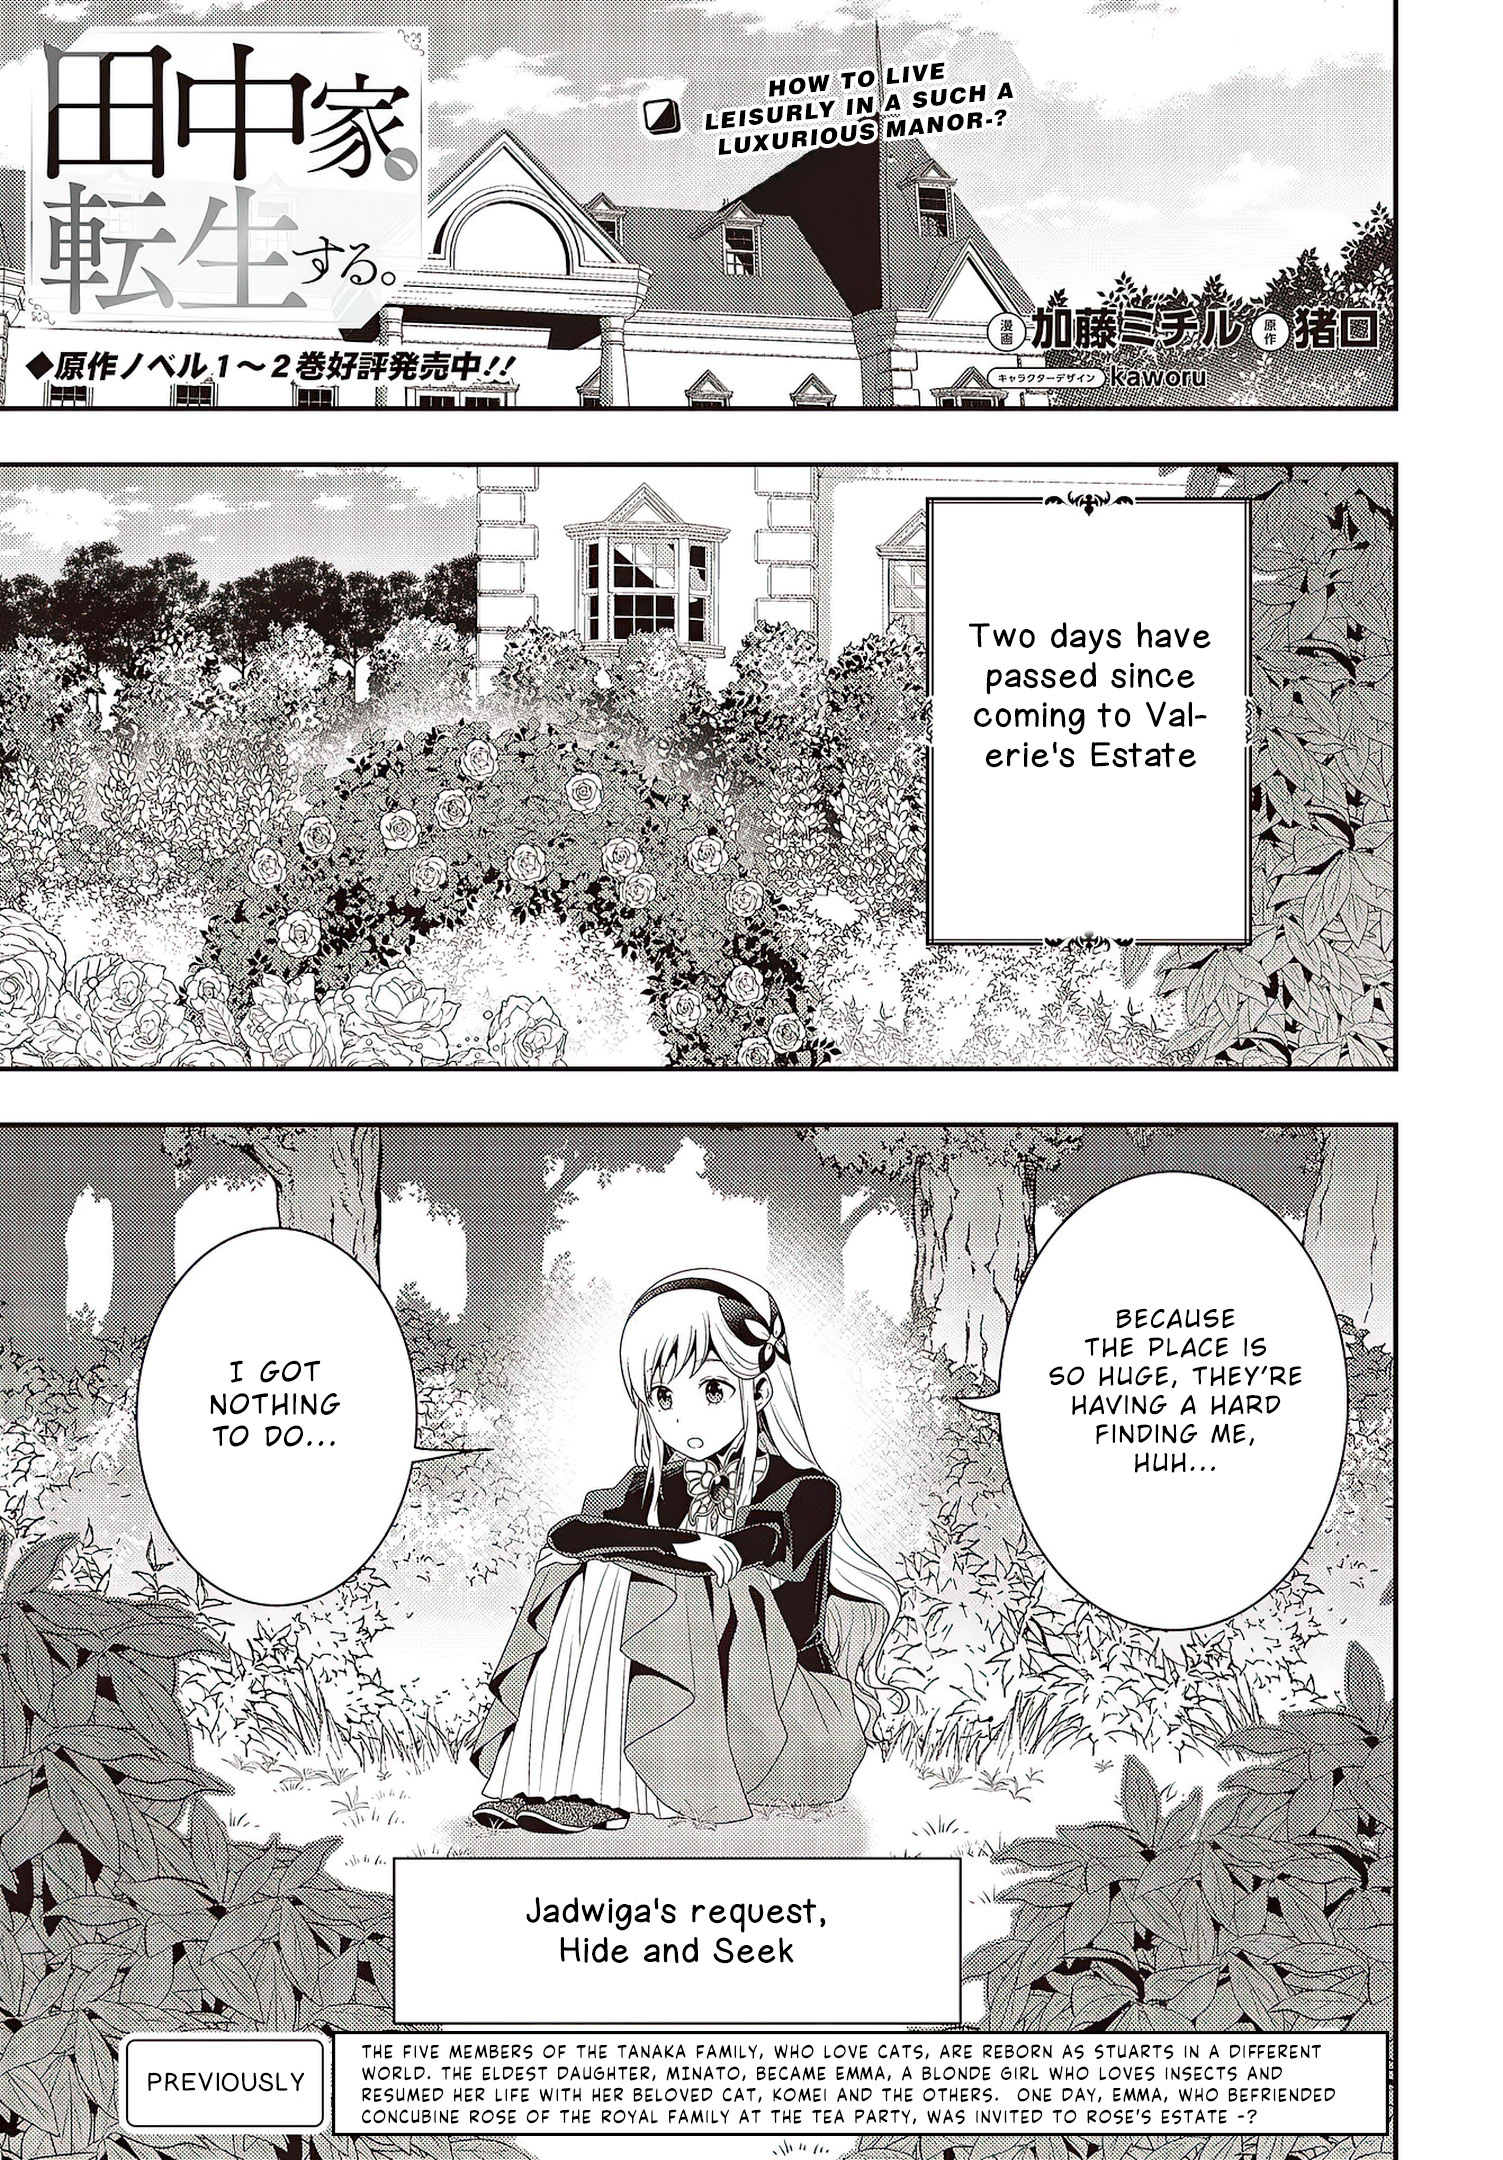 田中家、
転生する。
◆原作ノベル1～2巻好評発売中!!
HOW TO LIVE
LEISURLY IN A SUCH A
LUXURIOUS MANOR-?
漫画 加藤ミチル 原作 猪口
キャラクターデザイン kaworu
Two days have
passed since
coming to Val-
erie's Estate
BECAUSE
THE PLACE IS
SO HUGE, THEY'RE
HAVING A HARD
FINDING ME,
HUH...
I GOT
NOTHING
TO DO...
Jadwiga's request,
Hide and Seek
PREVIOUSLY
THE FIVE MEMBERS OF THE TANAKA FAMILY, WHO LOVE CATS, ARE REBORN AS STUARTS IN A DIFFERENT
WORLD. THE ELDEST DAUGHTER, MINATO, BECAME EMMA, A BLONDE GIRL WHO LOVES INSECTS AND
RESUMED HER LIFE WITH HER BELOVED CAT, KOMEI AND THE OTHERS. ONE DAY, EMMA, WHO BEFRIENDED
CONCUBINE ROSE OF THE ROYAL FAMILY AT THE TEA PARTY, WAS INVITED TO ROSE'S ESTATE -?